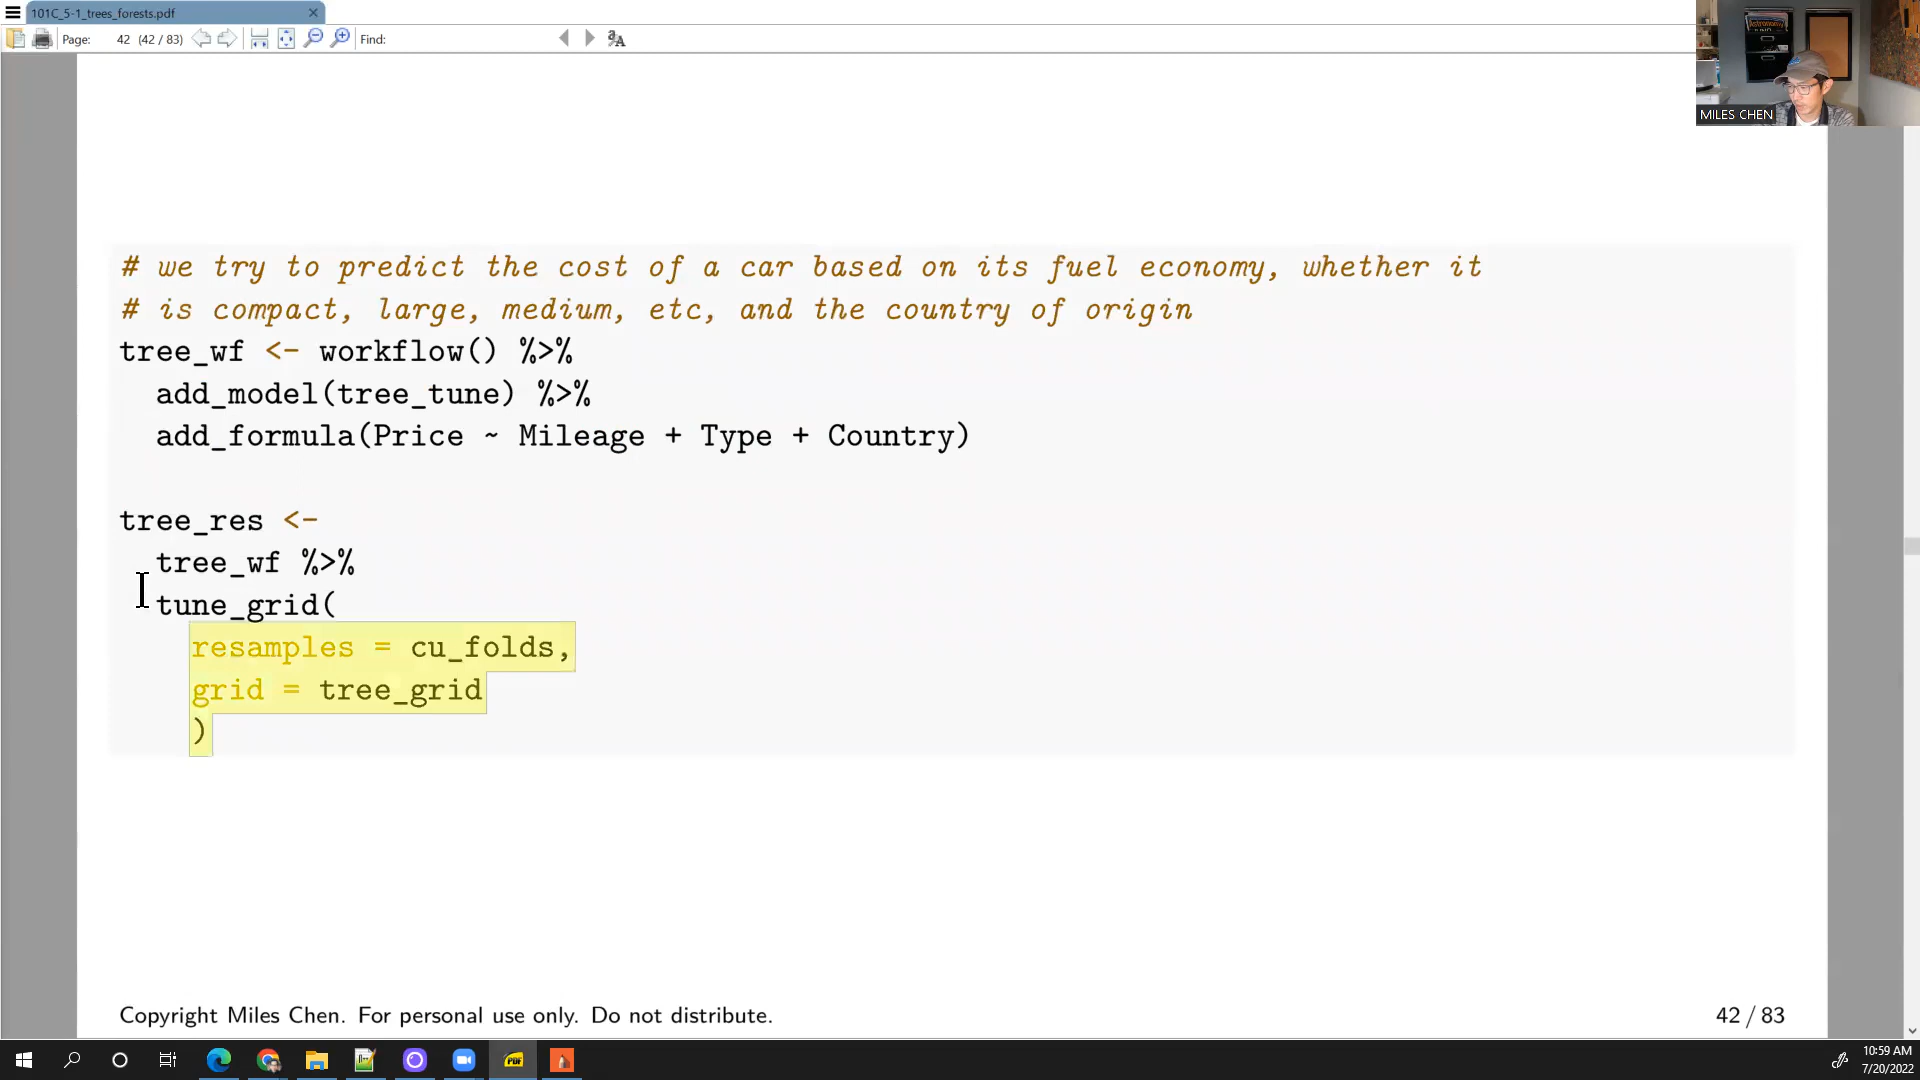 101C_5-1_trees_forests.pdf
Page: 42 (42 / 83) Find:
MILES CHEN
# we try to predict the cost of a car based on its fuel economy, whether it
# is compact, large, medium, etc, and the country of origin
tree_wf <- workflow() %>%
add_model(tree_tune) %>%
add_formula(Price ~ Mileage + Type + Country)
tree_res <-
tree_wf %>%
tune_grid(
resamples = cu_folds,
grid = tree_grid
)
Copyright Miles Chen. For personal use only. Do not distribute.
42 / 83
PDF
10:59 AM
7/20/2022